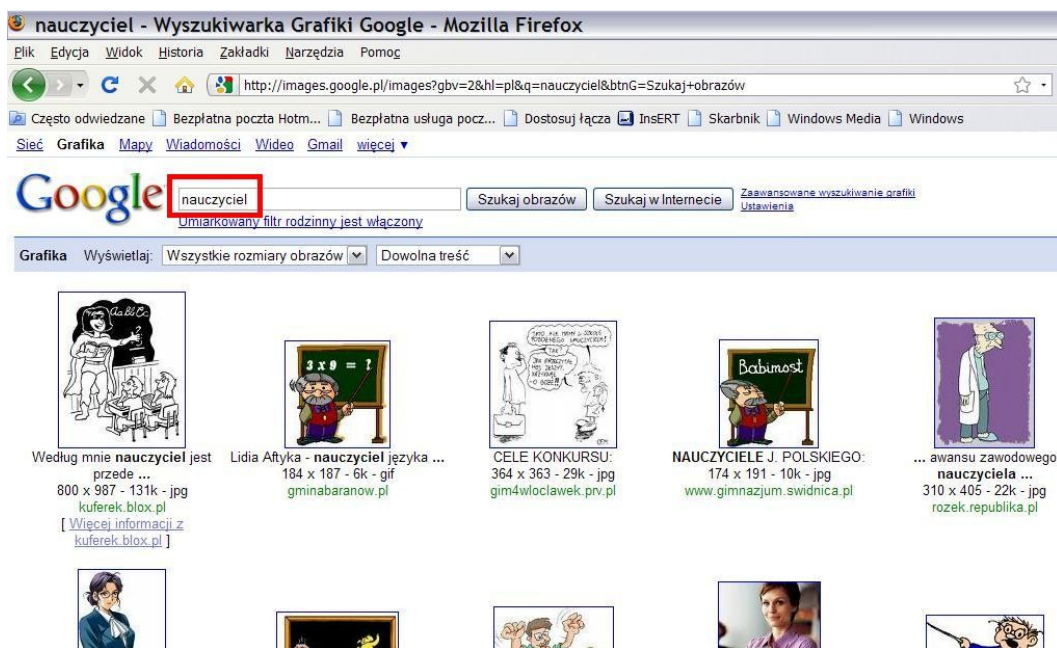 nauczyciel - Wyszukiwarka Grafiki Google - Mozilla Firefox
Plik Edycja Widok Historia Zakładki Narzędzia Pomoc
http://images.google.pl/images?gbv=2&hl=pl&q=nauczyciel&btnG=Szukaj+obrazów
Często odwiedzane Bezpłatna poczta Hotm... Bezpłatna usługa pocz... Dostosuj łącza InsERT Skarbnik Windows Media Windows
Sieć Grafika Mapy Wiadomości Wideo Gmail więcej ▼
Google nauczyciel Szukaj obrazów Szukaj w Internecie Zaawansowane wyszukiwanie grafiki
Ustawienia
Umiarkowany filtr rodzinny jest włączony
Grafika Wyświetlaj: Wszystkie rozmiary obrazów Dowolna treść
Aa Bb Cc
3 x 9 = ?
Babimost
Według mnie nauczyciel jest
przede ...
800 x 987 - 131k - jpg
kuferek.blox.pl
[ Więcej informacji z
kuferek.blox.pl ]
Lidia Aftyka - nauczyciel języka ...
184 x 187 - 6k - gif
gminabaranow.pl
CELE KONKURSU:
364 x 363 - 29k - jpg
gim4wloclawek.prv.pl
NAUCZYCIELE J. POLSKIEGO:
174 x 191 - 10k - jpg
www.gimnazjum.swidnica.pl
... awansu zawodowego
nauczyciela ...
310 x 405 - 22k - jpg
rozek.republika.pl